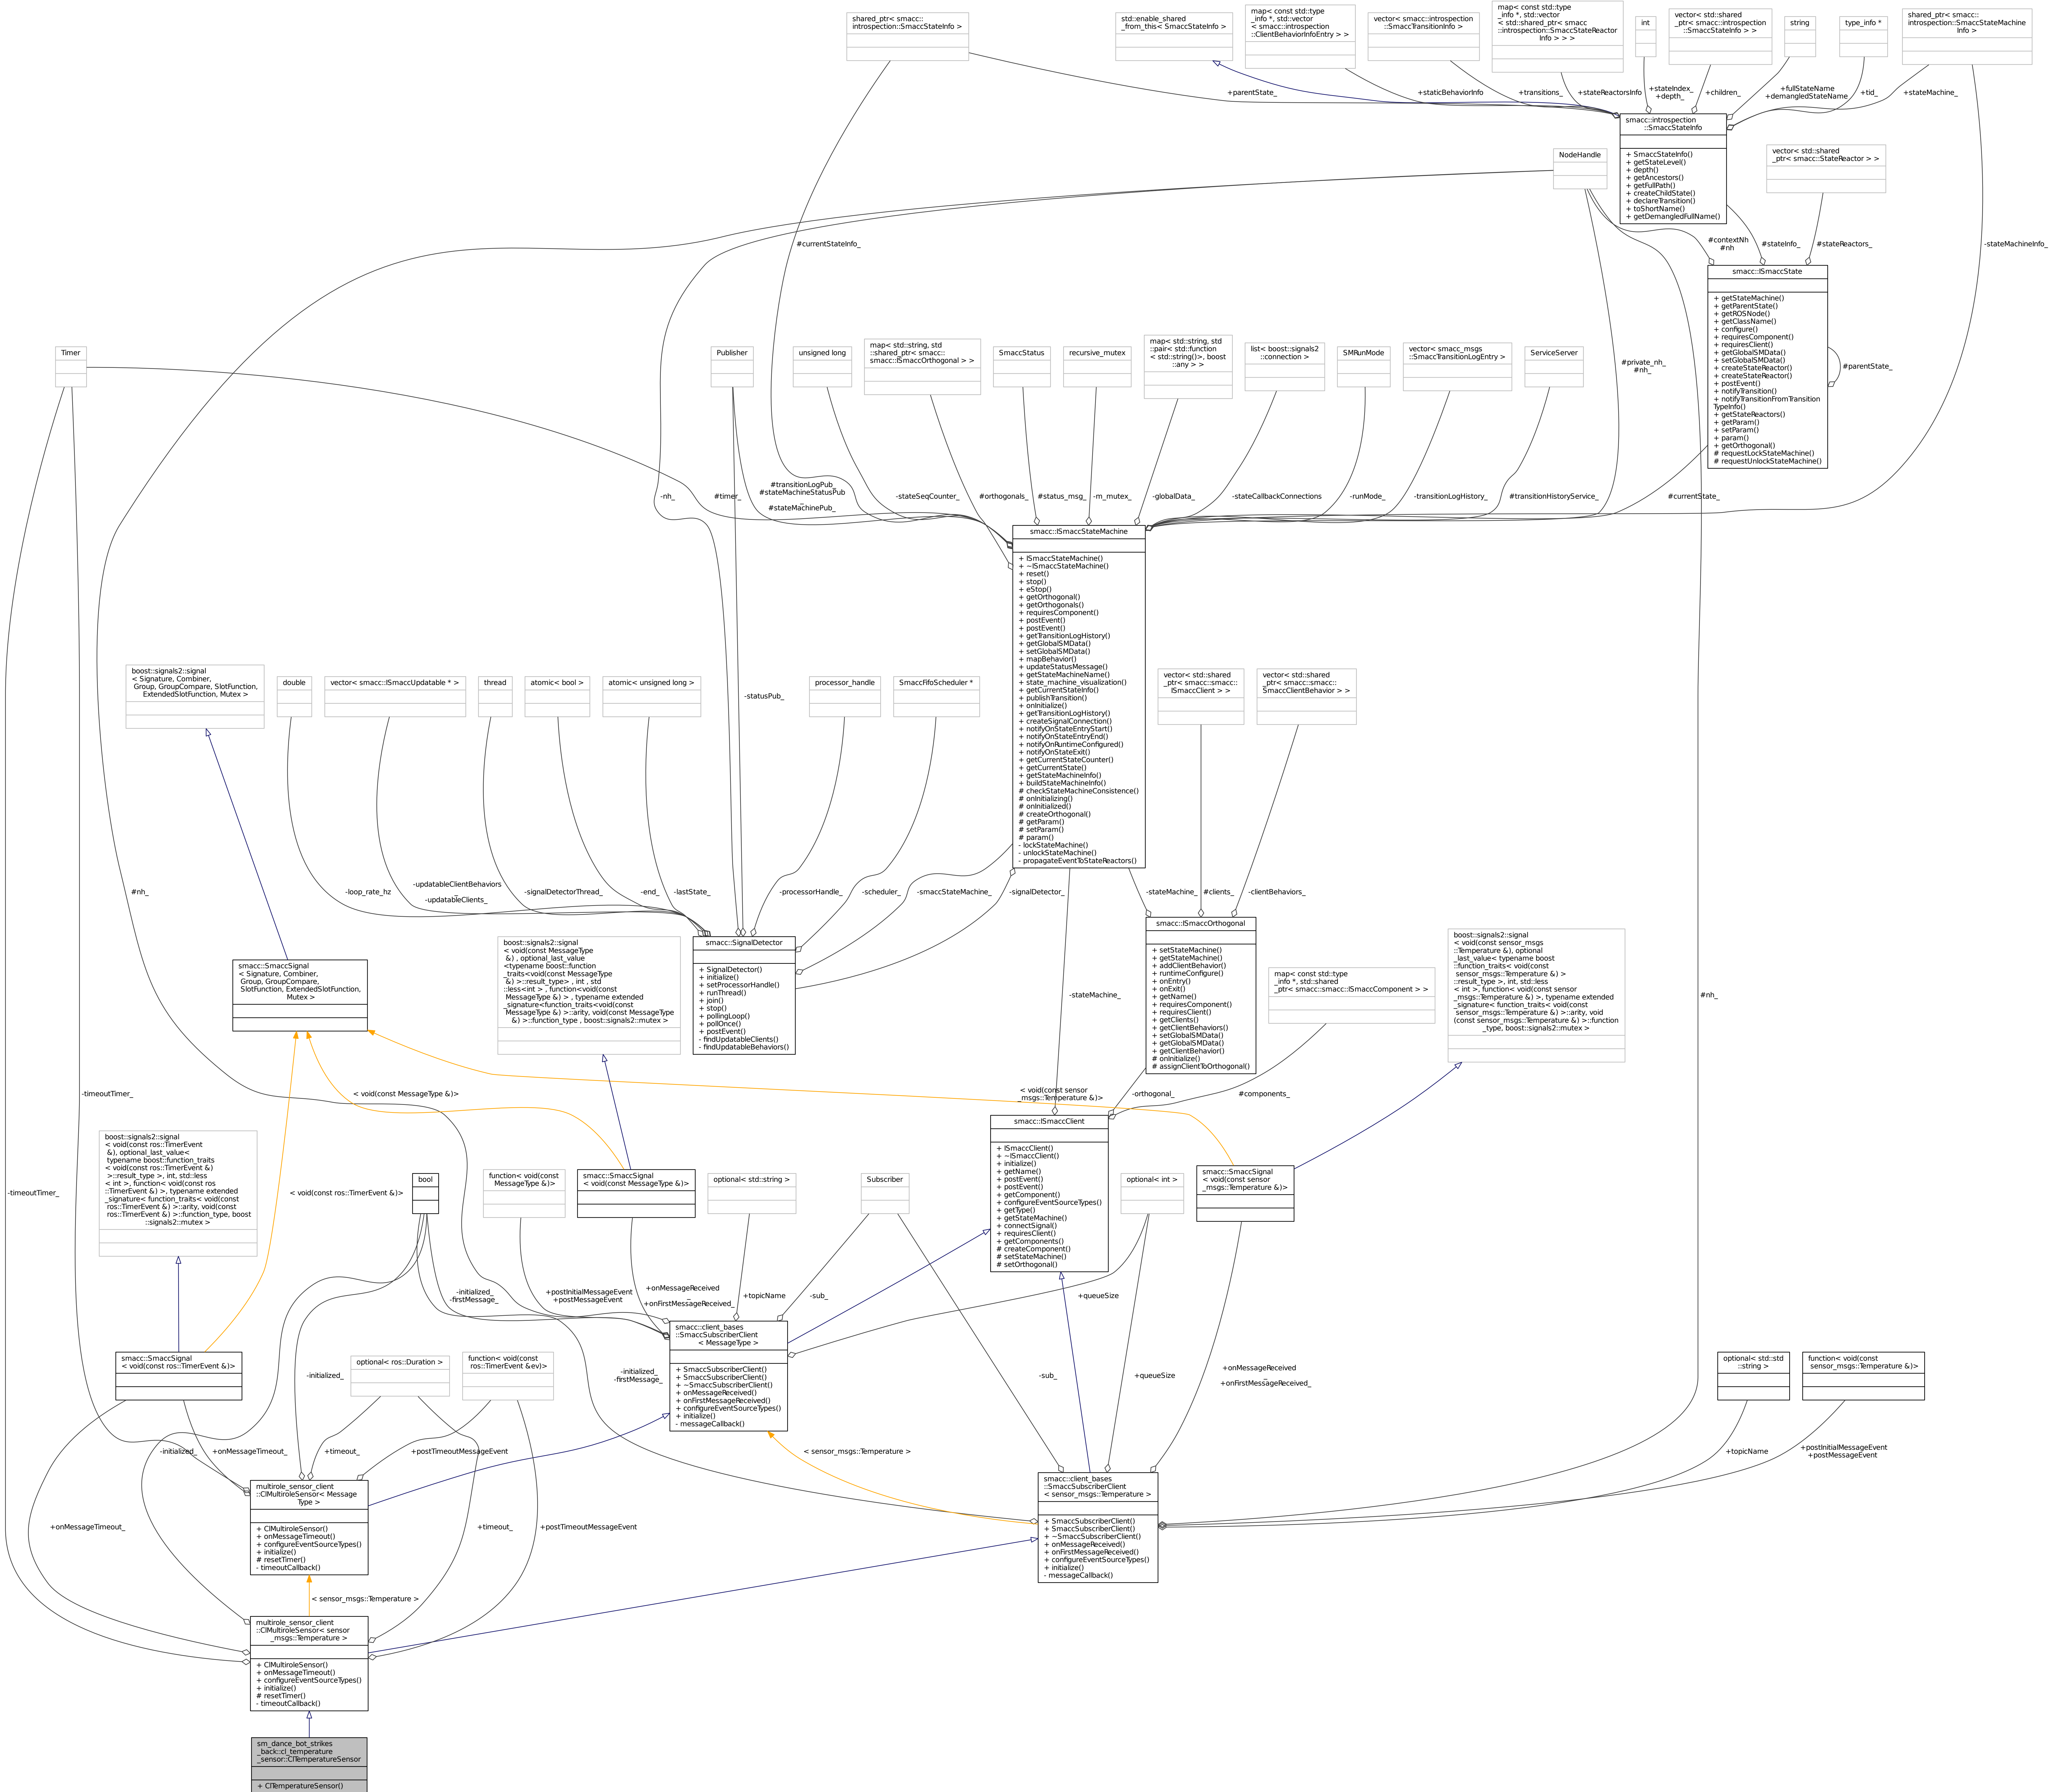 shared_ptr< smacc::
introspection::SmaccStateInfo >
std::enable_shared
_from_this< SmaccStateInfo >
map< const std::type
_info *, std::vector
< smacc::introspection
::ClientBehaviorInfoEntry > >
vector< smacc::introspection
::SmaccTransitionInfo >
map< const std::type
_info *, std::vector
< std::shared_ptr< smacc
::introspection::SmaccStateReactor
Info > > >
int
vector< std::shared
_ptr< smacc::introspection
::SmaccStateInfo > >
string
type_info *
shared_ptr< smacc::
introspection::SmaccStateMachine
Info >
+parentState_
+staticBehaviorInfo
+transitions_
+stateReactorsInfo
+stateIndex_
+depth_
+children_
+fullStateName
+demangledStateName
+tid_
+stateMachine_
smacc::introspection
::SmaccStateInfo
+ SmaccStateInfo()
+ getStateLevel()
+ depth()
+ getAncestors()
+ getFullPath()
+ createChildState()
+ declareTransition()
+ toShortName()
+ getDemangledFullName()
NodeHandle
vector< std::shared
_ptr< smacc::StateReactor > >
#currentStateInfo_
#contextNh
#nh
#stateInfo_
#stateReactors_
-stateMachineInfo_
smacc::ISmaccState
+ getStateMachine()
+ getParentState()
+ getROSNode()
+ getClassName()
+ configure()
+ requiresComponent()
+ requiresClient()
+ getGlobalSMData()
+ setGlobalSMData()
+ createStateReactor()
+ createStateReactor()
+ postEvent()
+ notifyTransition()
+ notifyTransitionFromTransition
TypeInfo()
+ getStateReactors()
+ getParam()
+ setParam()
+ param()
+ getOrthogonal()
# requestLockStateMachine()
# requestUnlockStateMachine()
#parentState_
Timer
Publisher
unsigned long
map< std::string, std
::shared_ptr< smacc::
smacc::ISmaccOrthogonal > >
SmaccStatus
recursive_mutex
map< std::string, std
::pair< std::function
< std::string()>, boost
::any > >
list< boost::signals2
::connection >
SMRunMode
vector< smacc_msgs
::SmaccTransitionLogEntry >
ServiceServer
#private_nh_
#nh_
-nh_
#timer_
#transitionLogPub_
#stateMachineStatusPub
_
#stateMachinePub_
-stateSeqCounter_
#orthogonals_
#status_msg_
-m_mutex_
-globalData_
-stateCallbackConnections
-runMode_
-transitionLogHistory_
#transitionHistoryService_
#currentState_
smacc::ISmaccStateMachine
+ ISmaccStateMachine()
+ ~ISmaccStateMachine()
+ reset()
+ stop()
+ eStop()
+ getOrthogonal()
+ getOrthogonals()
+ requiresComponent()
+ postEvent()
+ postEvent()
+ getTransitionLogHistory()
+ getGlobalSMData()
+ setGlobalSMData()
+ mapBehavior()
+ updateStatusMessage()
+ getStateMachineName()
+ state_machine_visualization()
+ getCurrentStateInfo()
+ publishTransition()
+ onInitialize()
+ getTransitionLogHistory()
+ createSignalConnection()
+ notifyOnStateEntryStart()
+ notifyOnStateEntryEnd()
+ notifyOnRuntimeConfigured()
+ notifyOnStateExit()
+ getCurrentStateCounter()
+ getCurrentState()
+ getStateMachineInfo()
+ buildStateMachineInfo()
# checkStateMachineConsistence()
# onInitializing()
# onInitialized()
# createOrthogonal()
# getParam()
# setParam()
# param()
- lockStateMachine()
- unlockStateMachine()
- propagateEventToStateReactors()
boost::signals2::signal
< Signature, Combiner,
Group, GroupCompare, SlotFunction,
ExtendedSlotFunction, Mutex >
double
vector< smacc::ISmaccUpdatable * >
thread
atomic< bool >
atomic< unsigned long >
-statusPub_
processor_handle
SmaccFifoScheduler *
vector< std::shared
_ptr< smacc::smacc::
ISmaccClient > >
vector< std::shared
_ptr< smacc::smacc::
SmaccClientBehavior > >
#nh_
-loop_rate_hz
-updatableClientBehaviors
_
-updatableClients_
-signalDetectorThread_
-end_
-lastState_
-processorHandle_
-scheduler_
-smaccStateMachine_
-signalDetector_
-stateMachine_
#clients_
-clientBehaviors_
smacc::SmaccSignal
< Signature, Combiner,
Group, GroupCompare,
SlotFunction, ExtendedSlotFunction,
Mutex >
boost::signals2::signal
< void(const MessageType
&) , optional_last_value
<typename boost::function
_traits<void(const MessageType
&) >::result_type> , int , std
::less<int > , function<void(const
MessageType &) > , typename extended
_signature<function_traits<void(const
MessageType &) >::arity, void(const MessageType
&) >::function_type , boost::signals2::mutex >
smacc::SignalDetector
+ SignalDetector()
+ initialize()
+ setProcessorHandle()
+ runThread()
+ join()
+ stop()
+ pollingLoop()
+ pollOnce()
+ postEvent()
- findUpdatableClients()
- findUpdatableBehaviors()
smacc::ISmaccOrthogonal
+ setStateMachine()
+ getStateMachine()
+ addClientBehavior()
+ runtimeConfigure()
+ onEntry()
+ onExit()
+ getName()
+ requiresComponent()
+ requiresClient()
+ getClients()
+ getClientBehaviors()
+ setGlobalSMData()
+ getGlobalSMData()
+ getClientBehavior()
# onInitialize()
# assignClientToOrthogonal()
-stateMachine_
map< const std::type
_info *, std::shared
_ptr< smacc::smacc::ISmaccComponent > >
boost::signals2::signal
< void(const sensor_msgs
::Temperature &), optional
_last_value< typename boost
::function_traits< void(const
sensor_msgs::Temperature &) >
::result_type >, int, std::less
< int >, function< void(const sensor
_msgs::Temperature &) >, typename extended
_signature< function_traits< void(const
sensor_msgs::Temperature &) >::arity, void
(const sensor_msgs::Temperature &) >::function
_type, boost::signals2::mutex >
#nh_
-timeoutTimer_
< void(const MessageType &)>
< void(const sensor
_msgs::Temperature &)>
-orthogonal_
#components_
boost::signals2::signal
< void(const ros::TimerEvent
&), optional_last_value<
typename boost::function_traits
< void(const ros::TimerEvent &)
>::result_type >, int, std::less
< int >, function< void(const ros
::TimerEvent &) >, typename extended
_signature< function_traits< void(const
ros::TimerEvent &) >::arity, void(const
ros::TimerEvent &) >::function_type, boost
::signals2::mutex >
-timeoutTimer_
< void(const ros::TimerEvent &)>
bool
function< void(const
MessageType &)>
smacc::SmaccSignal
< void(const MessageType &)>
optional< std::string >
Subscriber
smacc::ISmaccClient
+ ISmaccClient()
+ ~ISmaccClient()
+ initialize()
+ getName()
+ postEvent()
+ postEvent()
+ getComponent()
+ configureEventSourceTypes()
+ getType()
+ getStateMachine()
+ connectSignal()
+ requiresClient()
+ getComponents()
# createComponent()
# setStateMachine()
# setOrthogonal()
optional< int >
smacc::SmaccSignal
< void(const sensor
_msgs::Temperature &)>
-initialized_
-firstMessage_
+postInitialMessageEvent
+postMessageEvent
+onMessageReceived
_
+onFirstMessageReceived_
+topicName
-sub_
+queueSize
smacc::client_bases
::SmaccSubscriberClient
< MessageType >
+ SmaccSubscriberClient()
+ SmaccSubscriberClient()
+ ~SmaccSubscriberClient()
+ onMessageReceived()
+ onFirstMessageReceived()
+ configureEventSourceTypes()
+ initialize()
- messageCallback()
smacc::SmaccSignal
< void(const ros::TimerEvent &)>
-initialized_
optional< ros::Duration >
function< void(const
ros::TimerEvent &ev)>
-initialized_
-firstMessage_
-sub_
+queueSize
+onMessageReceived
_
+onFirstMessageReceived_
optional< std::std
::string >
function< void(const
sensor_msgs::Temperature &)>
-initialized_
+onMessageTimeout_
+timeout_
+postTimeoutMessageEvent
< sensor_msgs::Temperature >
+topicName
+postInitialMessageEvent
+postMessageEvent
multirole_sensor_client
::ClMultiroleSensor< Message
Type >
+ ClMultiroleSensor()
+ onMessageTimeout()
+ configureEventSourceTypes()
+ initialize()
# resetTimer()
- timeoutCallback()
smacc::client_bases
::SmaccSubscriberClient
< sensor_msgs::Temperature >
+ SmaccSubscriberClient()
+ SmaccSubscriberClient()
+ ~SmaccSubscriberClient()
+ onMessageReceived()
+ onFirstMessageReceived()
+ configureEventSourceTypes()
+ initialize()
- messageCallback()
+onMessageTimeout_
+timeout_
+postTimeoutMessageEvent
< sensor_msgs::Temperature >
multirole_sensor_client
::ClMultiroleSensor< sensor
_msgs::Temperature >
+ ClMultiroleSensor()
+ onMessageTimeout()
+ configureEventSourceTypes()
+ initialize()
# resetTimer()
- timeoutCallback()
sm_dance_bot_strikes
_back::cl_temperature
_sensor::ClTemperatureSensor
+ ClTemperatureSensor()